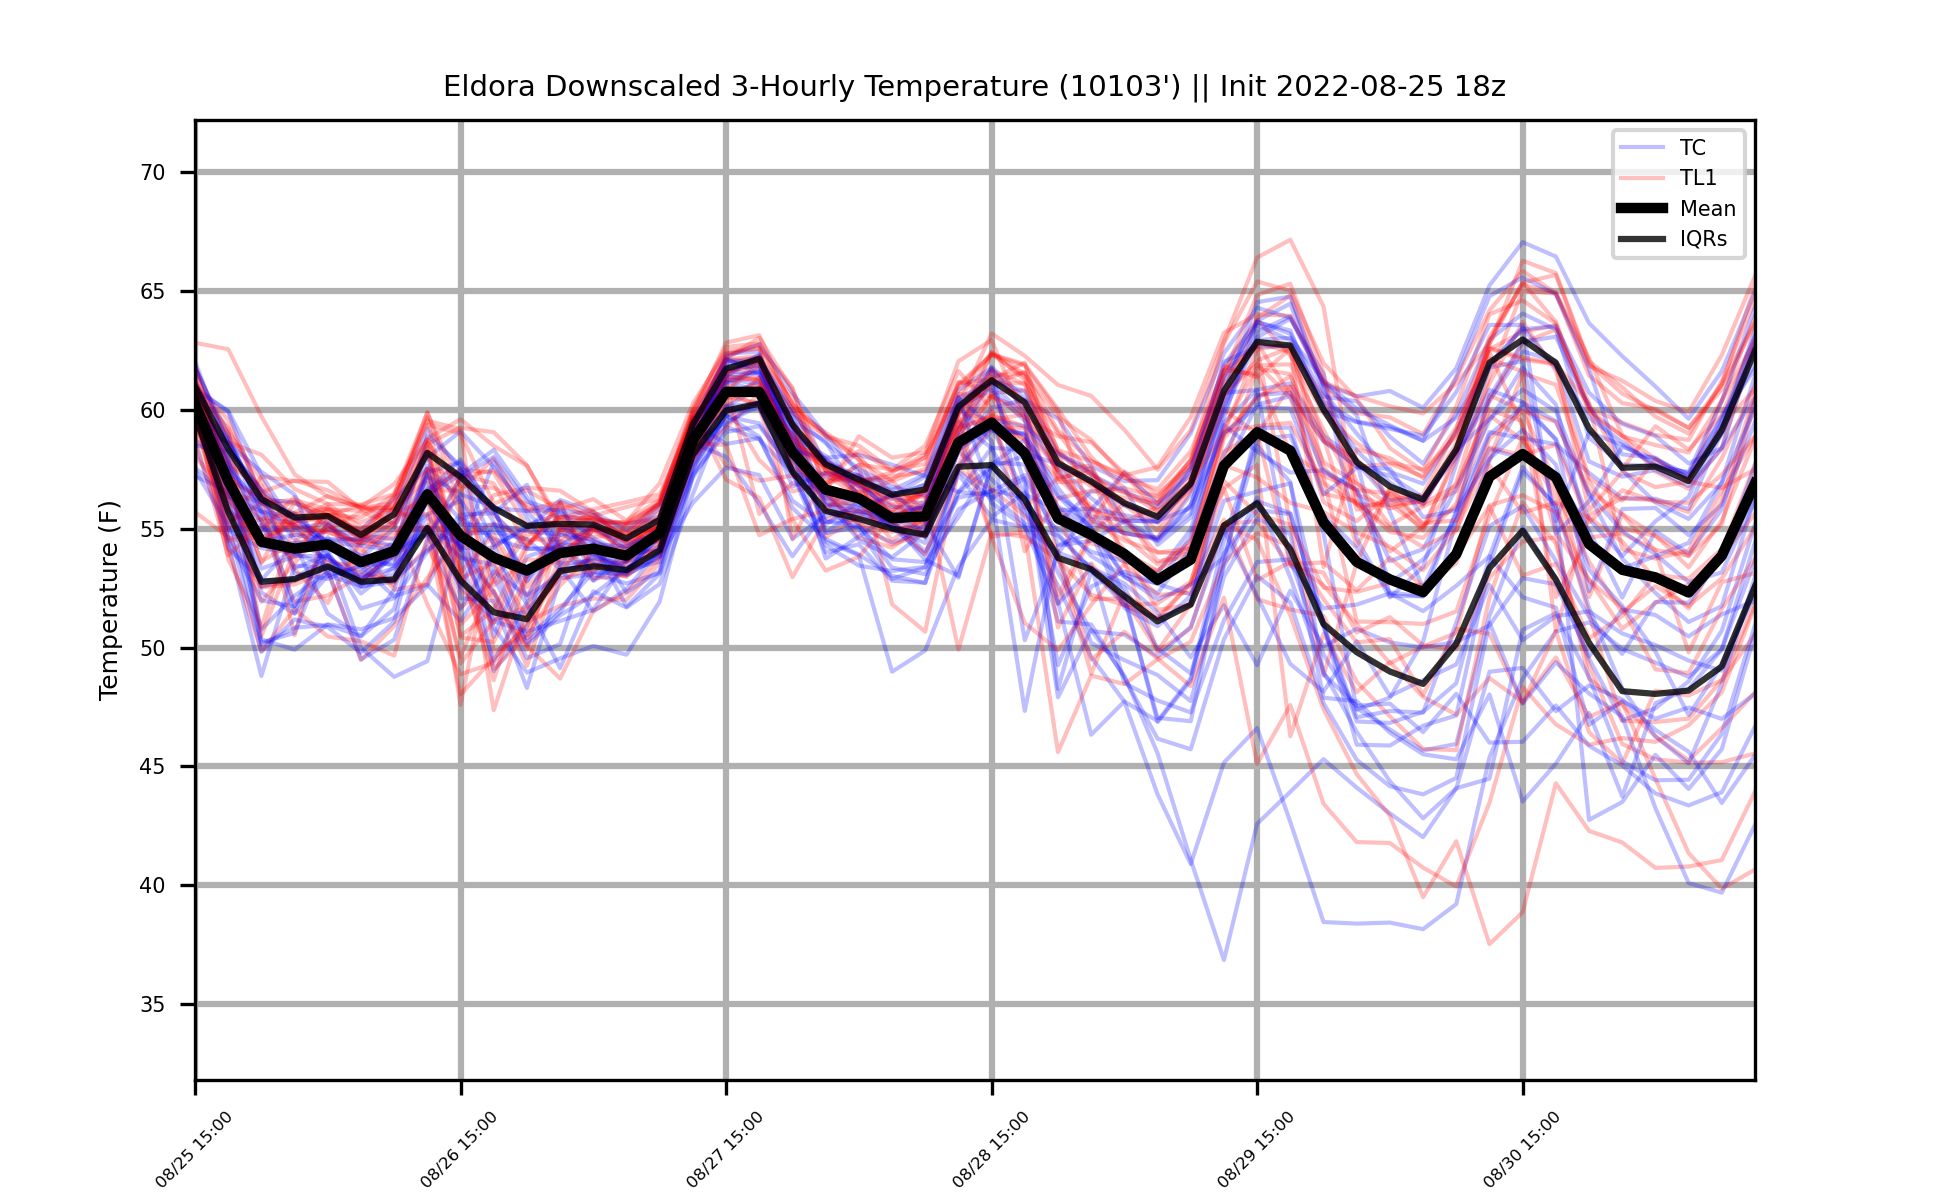 Eldora Downscaled 3-Hourly Temperature (10103') || Init 2022-08-25 18z
TC
TL1
Mean
IQRs
Temperature (F)
70
65
60
55
50
45
40
35
08/25 15:00
08/26 15:00
08/27 15:00
08/28 15:00
08/29 15:00
08/30 15:00